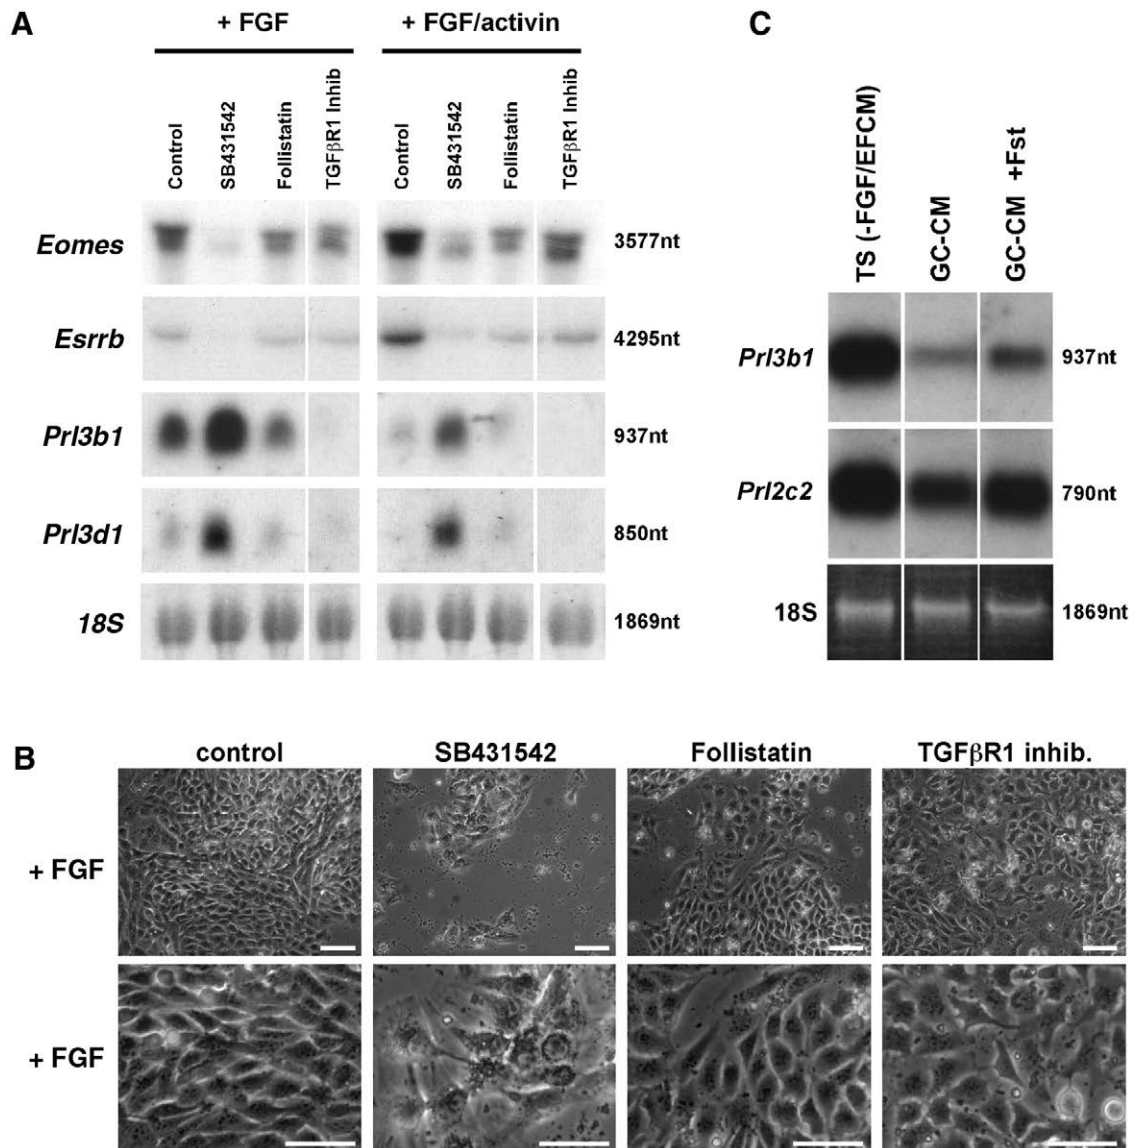 A
+ FGF
+ FGF/activin
Control
SB431542
Follistatin
TGFβR1 Inhib
Control
SB431542
Follistatin
TGFβR1 Inhib
Eomes
3577nt
Esrrb
4295nt
Prl3b1
937nt
Prl3d1
850nt
18S
1869nt
C
TS (-FGF/EFCM)
GC-CM
GC-CM +Fst
Prl3b1
937nt
Prl2c2
790nt
18S
1869nt
B
control
SB431542
Follistatin
TGFβR1 inhib.
+ FGF
+ FGF